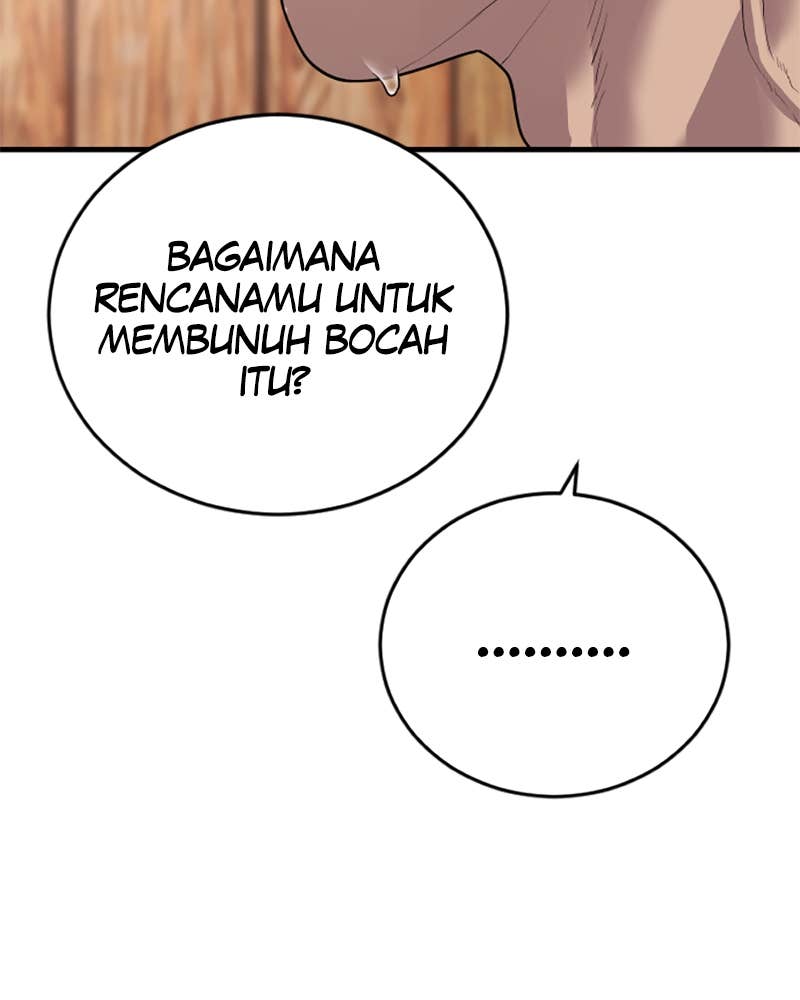 BAGAIMANA
RENCANAMU UNTUK
MEMBUNUH BOCAH
ITU?
..........